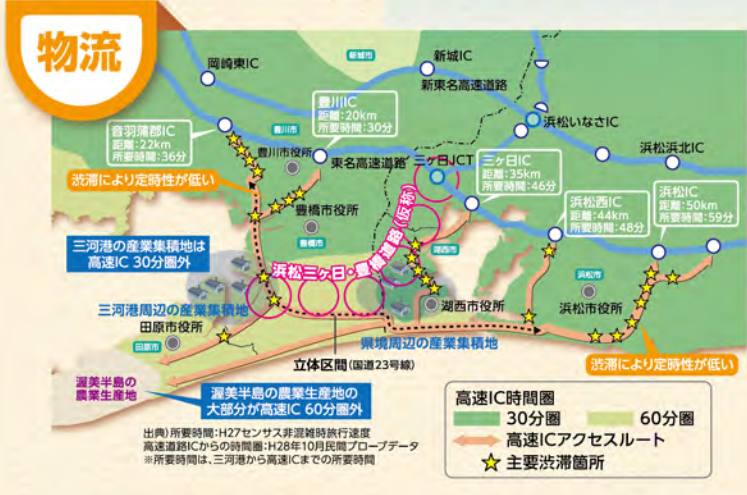 物流
岡崎東IC
新城市
新城IC
新東名高速道路
豊川IC
距離:20km
所要時間:30分
音羽蒲郡IC
距離:22km
所要時間:36分
豊川市
豊川市役所
東名高速道路
三ヶ日JCT
浜松いなさIC
浜松浜北IC
三ヶ日IC
距離:35km
所要時間:46分
浜松西IC
距離:44km
所要時間:48分
浜松IC
距離:50km
所要時間:59分
渋滞により定時性が低い
豊橋市役所
豊橋市
浜松三ヶ日・豊橋道路(仮称)
湖西市
三河港の産業集積地は
高速IC 30分圏外
浜松市
浜松市役所
湖西市役所
三河港周辺の産業集積地
田原市役所
田原市
県境周辺の産業集積地
立体区間(国道23号線)
渋滞により定時性が低い
渥美半島の
農業生産地
渥美半島の農業生産地の
大部分が高速IC 60分圏外
高速IC時間圏
30分圏
60分圏
高速ICアクセスルート
主要渋滞箇所
出典)所要時間:H27センサス非混雑時旅行速度
高速道路ICからの時間圏:H28年10月民間プローブデータ
※所要時間は、三河港から高速ICまでの所要時間